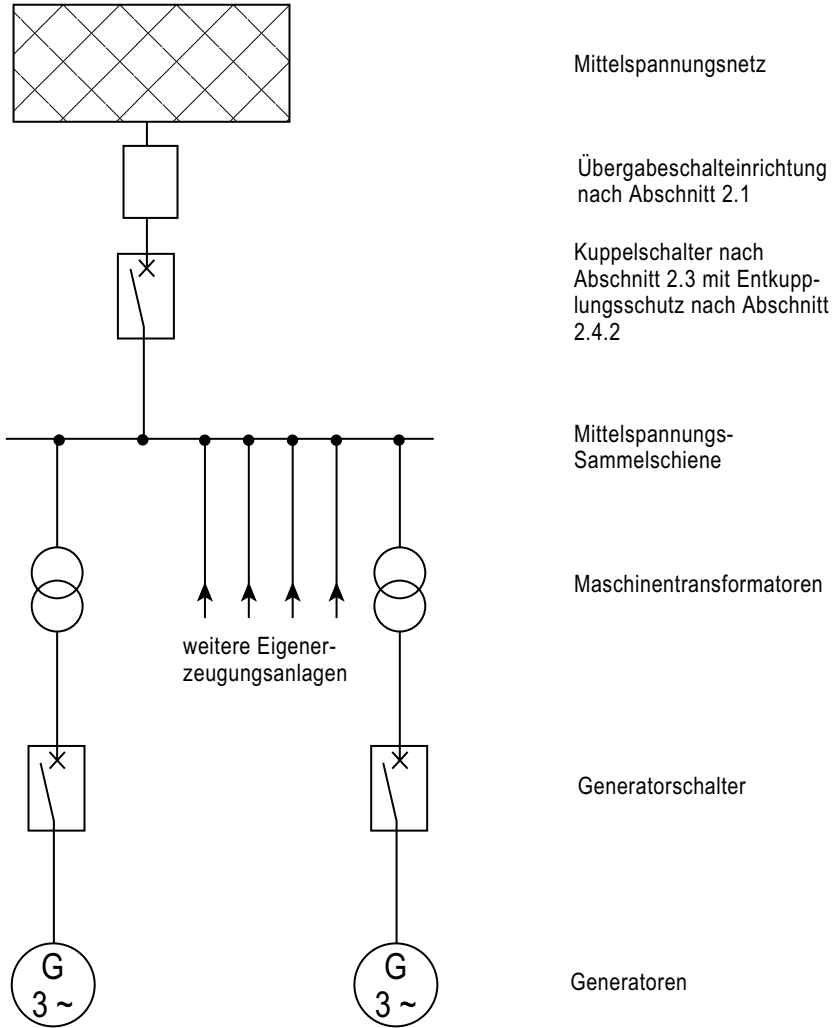 Mittelspannungsnetz
Übergabeschalteinrichtung
nach Abschnitt 2.1
Kuppelschalter nach
Abschnitt 2.3 mit Entkupp-
lungsschutz nach Abschnitt
2.4.2
Mittelspannungs-
Sammelschiene
Maschinentransformatoren
weitere Eigener-
zeugungsanlagen
Generatorschalter
G
3 ~
G
3 ~
Generatoren